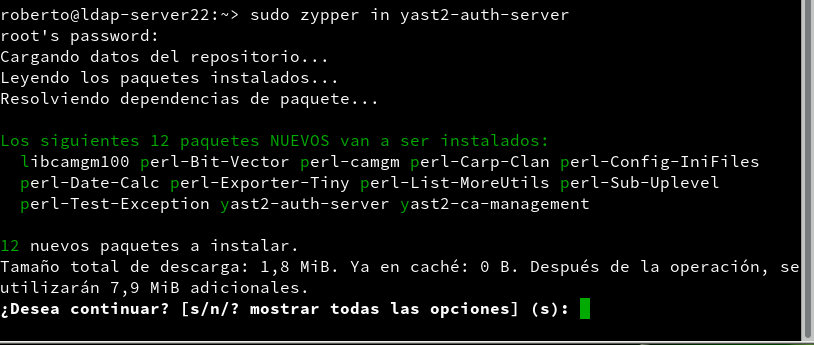 roberto@ldap-server22:~> sudo zypper in yast2-auth-server
root's password:
Cargando datos del repositorio...
Leyendo los paquetes instalados...
Resolviendo dependencias de paquete...
Los siguientes 12 paquetes NUEVOS van a ser instalados:
libcamgm100 perl-Bit-Vector perl-camgm perl-Carp-Clan perl-Config-IniFiles
perl-Date-Calc perl-Exporter-Tiny perl-List-MoreUtils perl-Sub-Uplevel
perl-Test-Exception yast2-auth-server yast2-ca-management
12 nuevos paquetes a instalar.
Tamaño total de descarga: 1,8 MiB. Ya en caché: 0 B. Después de la operación, se
utilizarán 7,9 MiB adicionales.
¿Desea continuar? [s/n/? mostrar todas las opciones] (s):